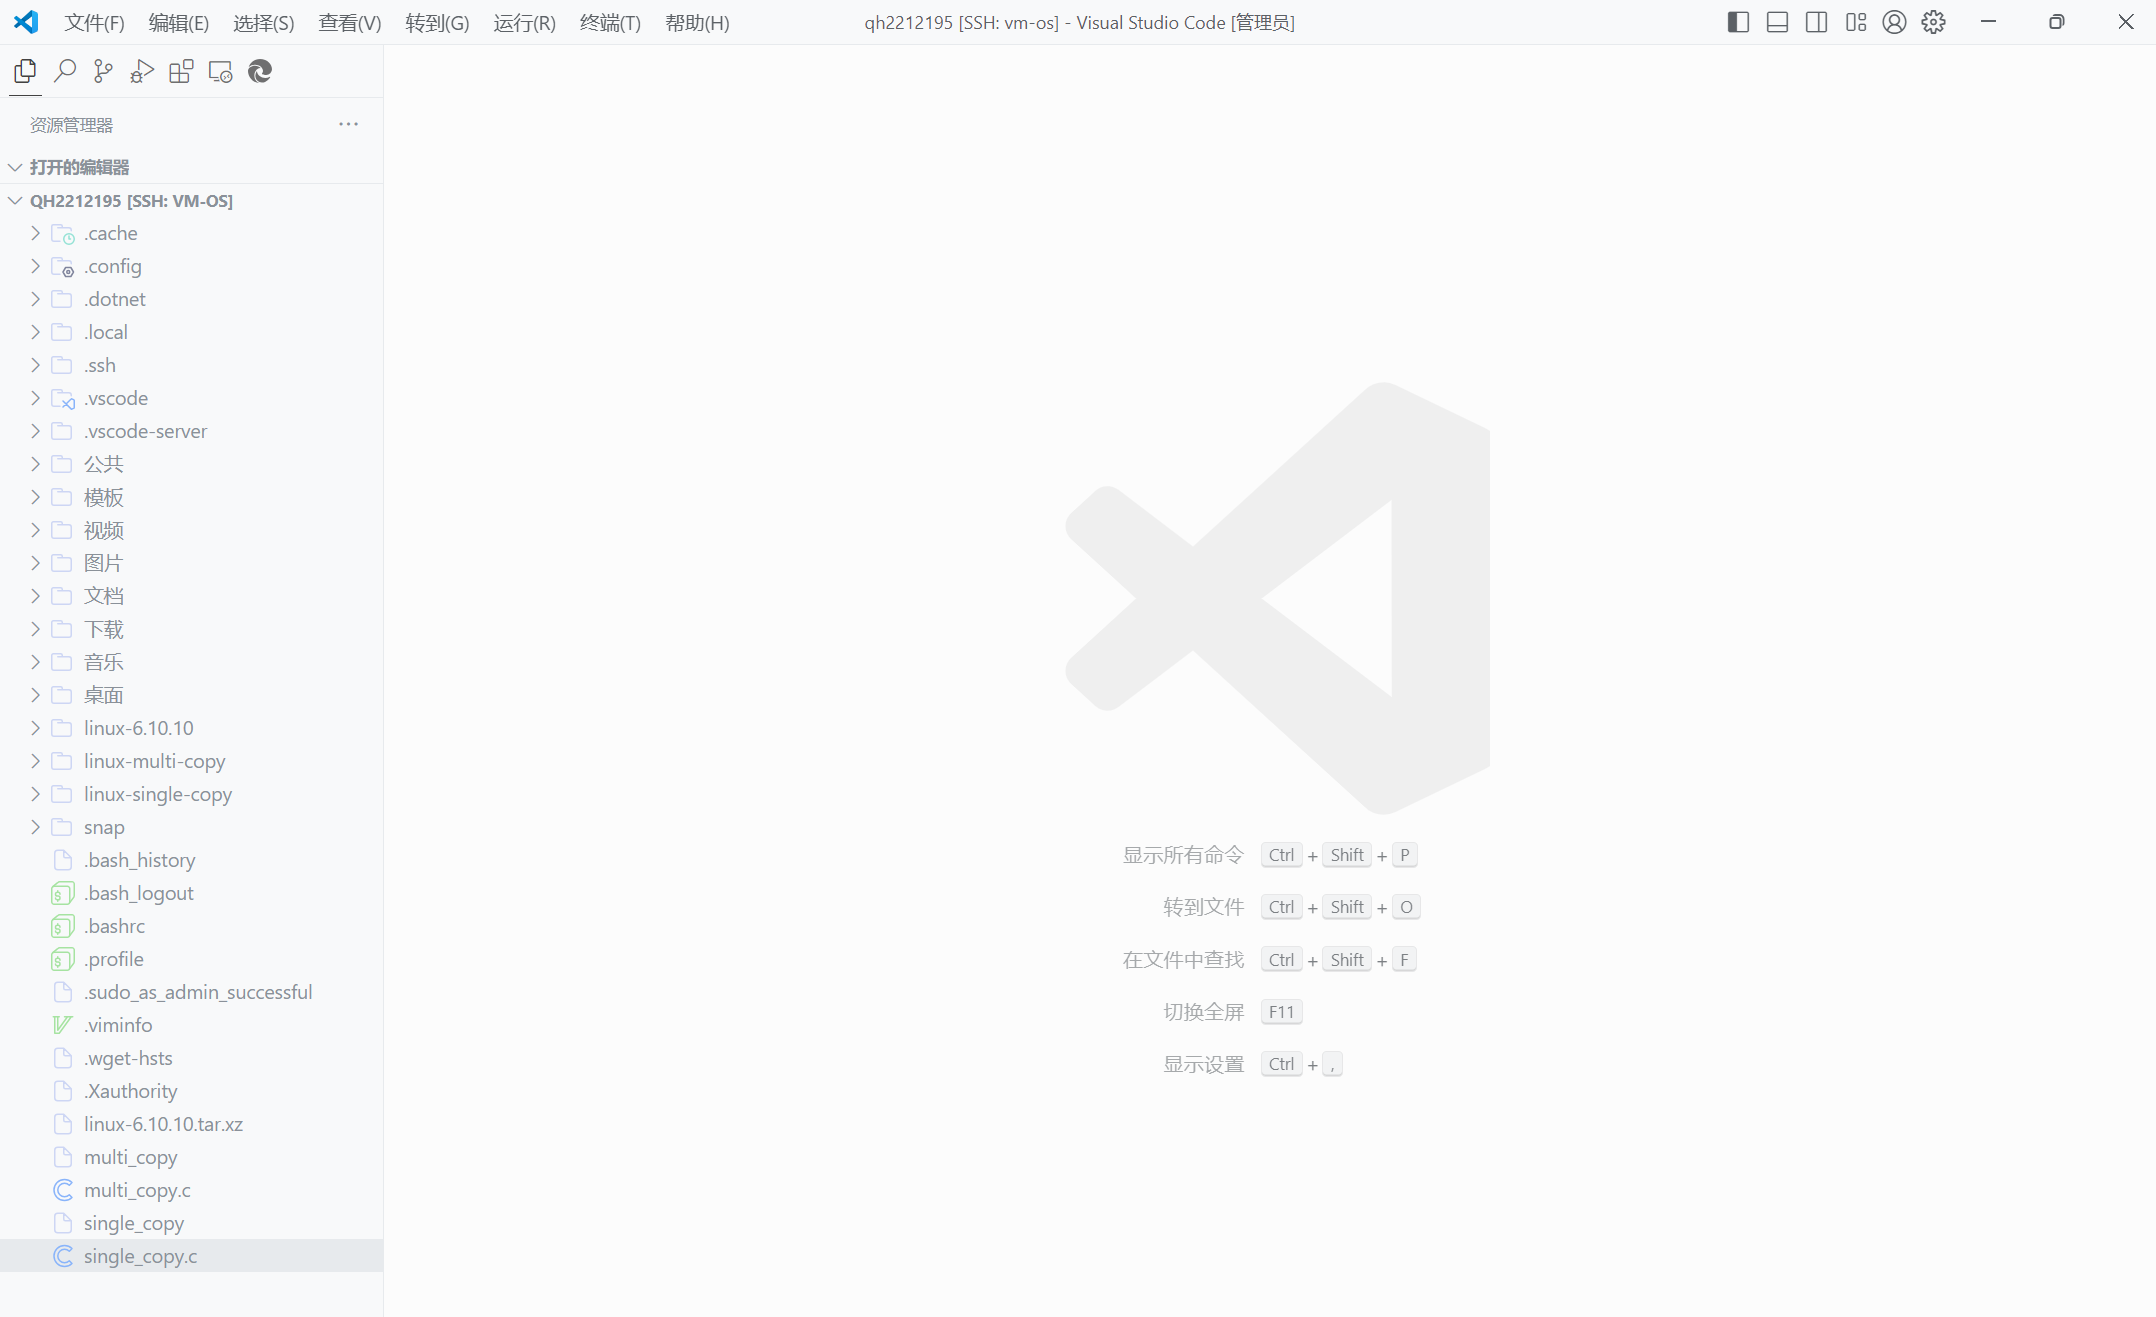 文件(F) 编辑(E) 选择(S) 查看(V) 转到(G) 运行(R) 终端(T) 帮助(H) qh2212195 [SSH: vm-os] - Visual Studio Code [管理员]
资源管理器
打开的编辑器
QH2212195 [SSH: VM-OS]
.cache
.config
.dotnet
.local
.ssh
.vscode
.vscode-server
公共
模板
视频
图片
文档
下载
音乐
桌面
linux-6.10.10
linux-multi-copy
linux-single-copy
snap
.bash_history
.bash_logout
.bashrc
.profile
.sudo_as_admin_successful
.viminfo
.wget-hsts
.Xauthority
linux-6.10.10.tar.xz
multi_copy
multi_copy.c
single_copy
single_copy.c
显示所有命令 Ctrl + Shift + P
转到文件 Ctrl + Shift + O
在文件中查找 Ctrl + Shift + F
切换全屏 F11
显示设置 Ctrl + ,